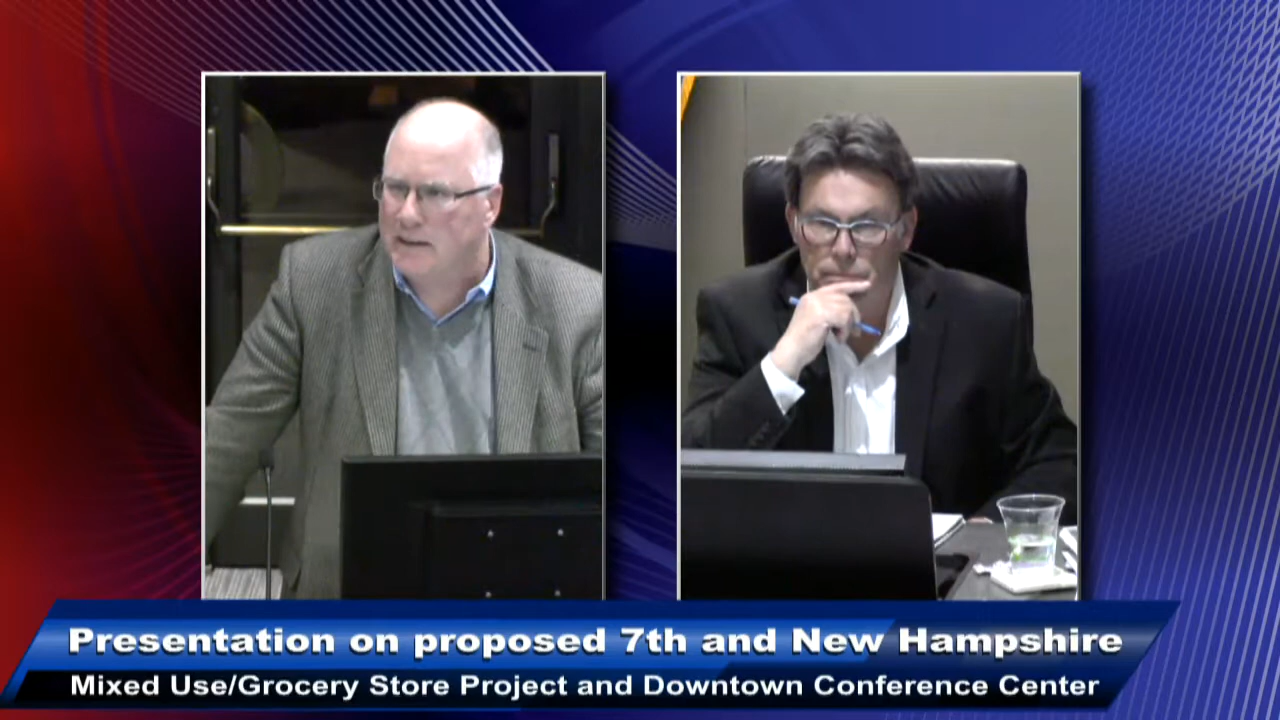 Presentation on proposed 7th and New Hampshire
Mixed Use/Grocery Store Project and Downtown Conference Center